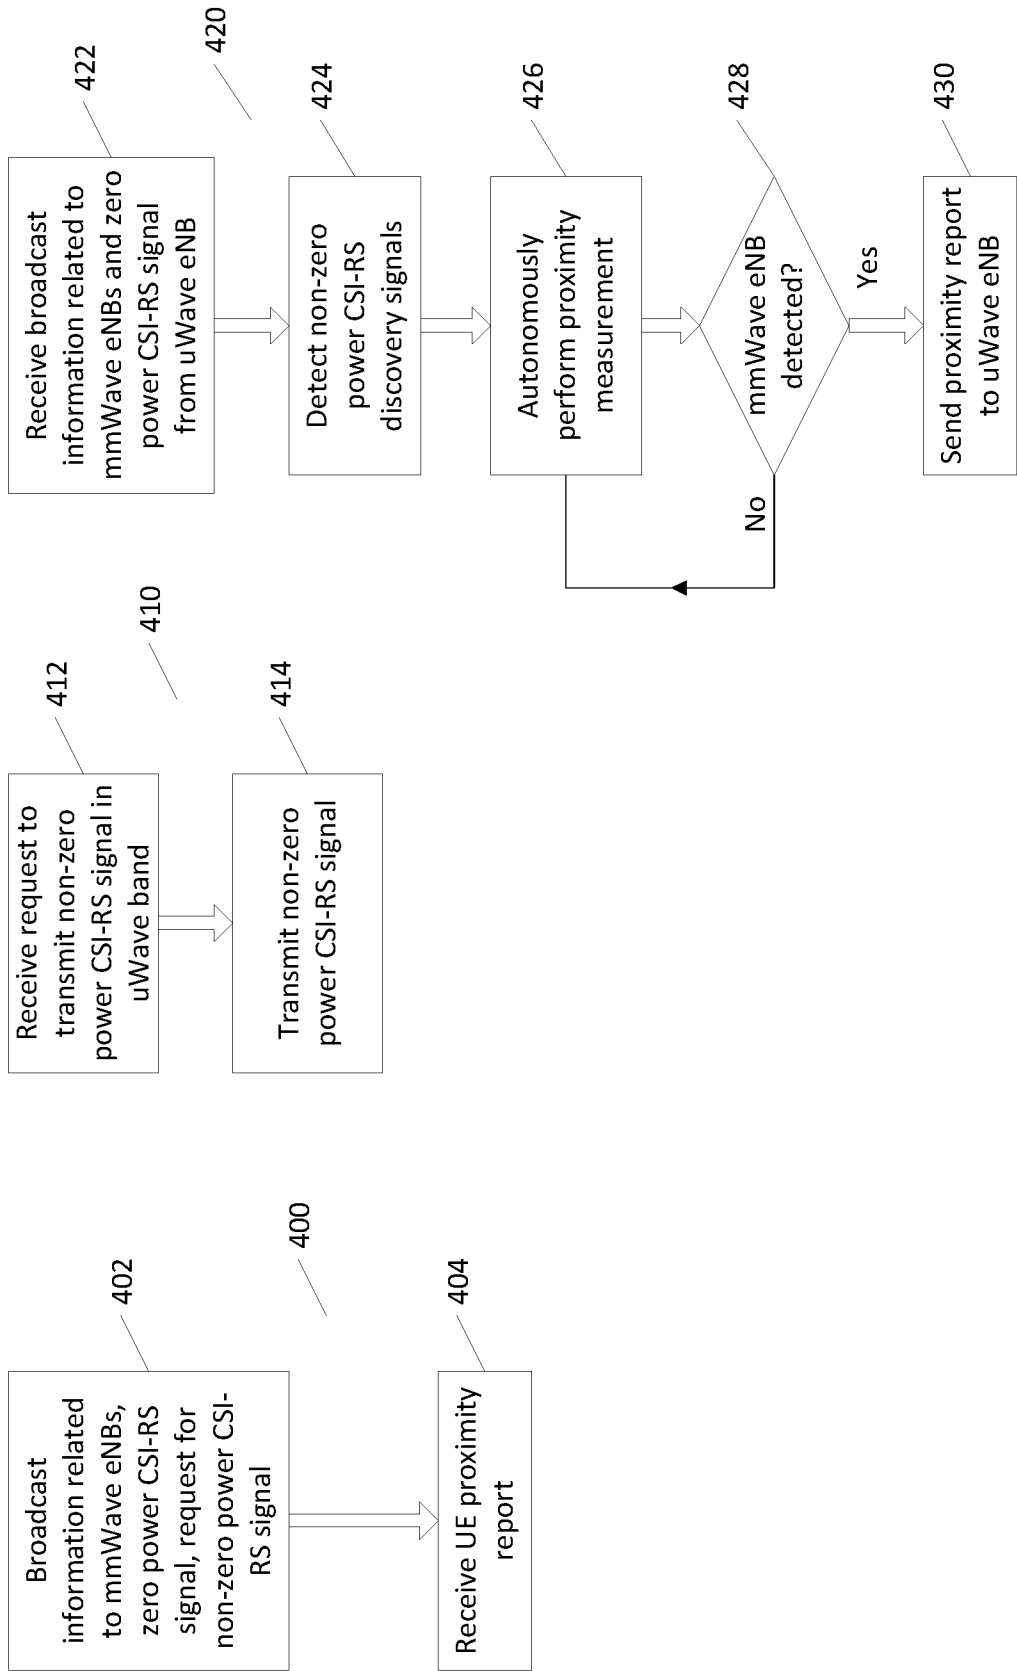 Broadcast
information related
to mmWave eNBs,
zero power CSI-RS
signal, request for
non-zero power CSI-
RS signal
402
400
Receive UE proximity
report
404
Receive request to
transmit non-zero
power CSI-RS signal in
uWave band
412
410
Transmit non-zero
power CSI-RS signal
414
Receive broadcast
information related to
mmWave eNBs and zero
power CSI-RS signal
from uWave eNB
422
420
Detect non-zero
power CSI-RS
discovery signals
424
Autonomously
perform proximity
measurement
426
mmWave eNB
detected?
428
No
Yes
Send proximity report
to uWave eNB
430